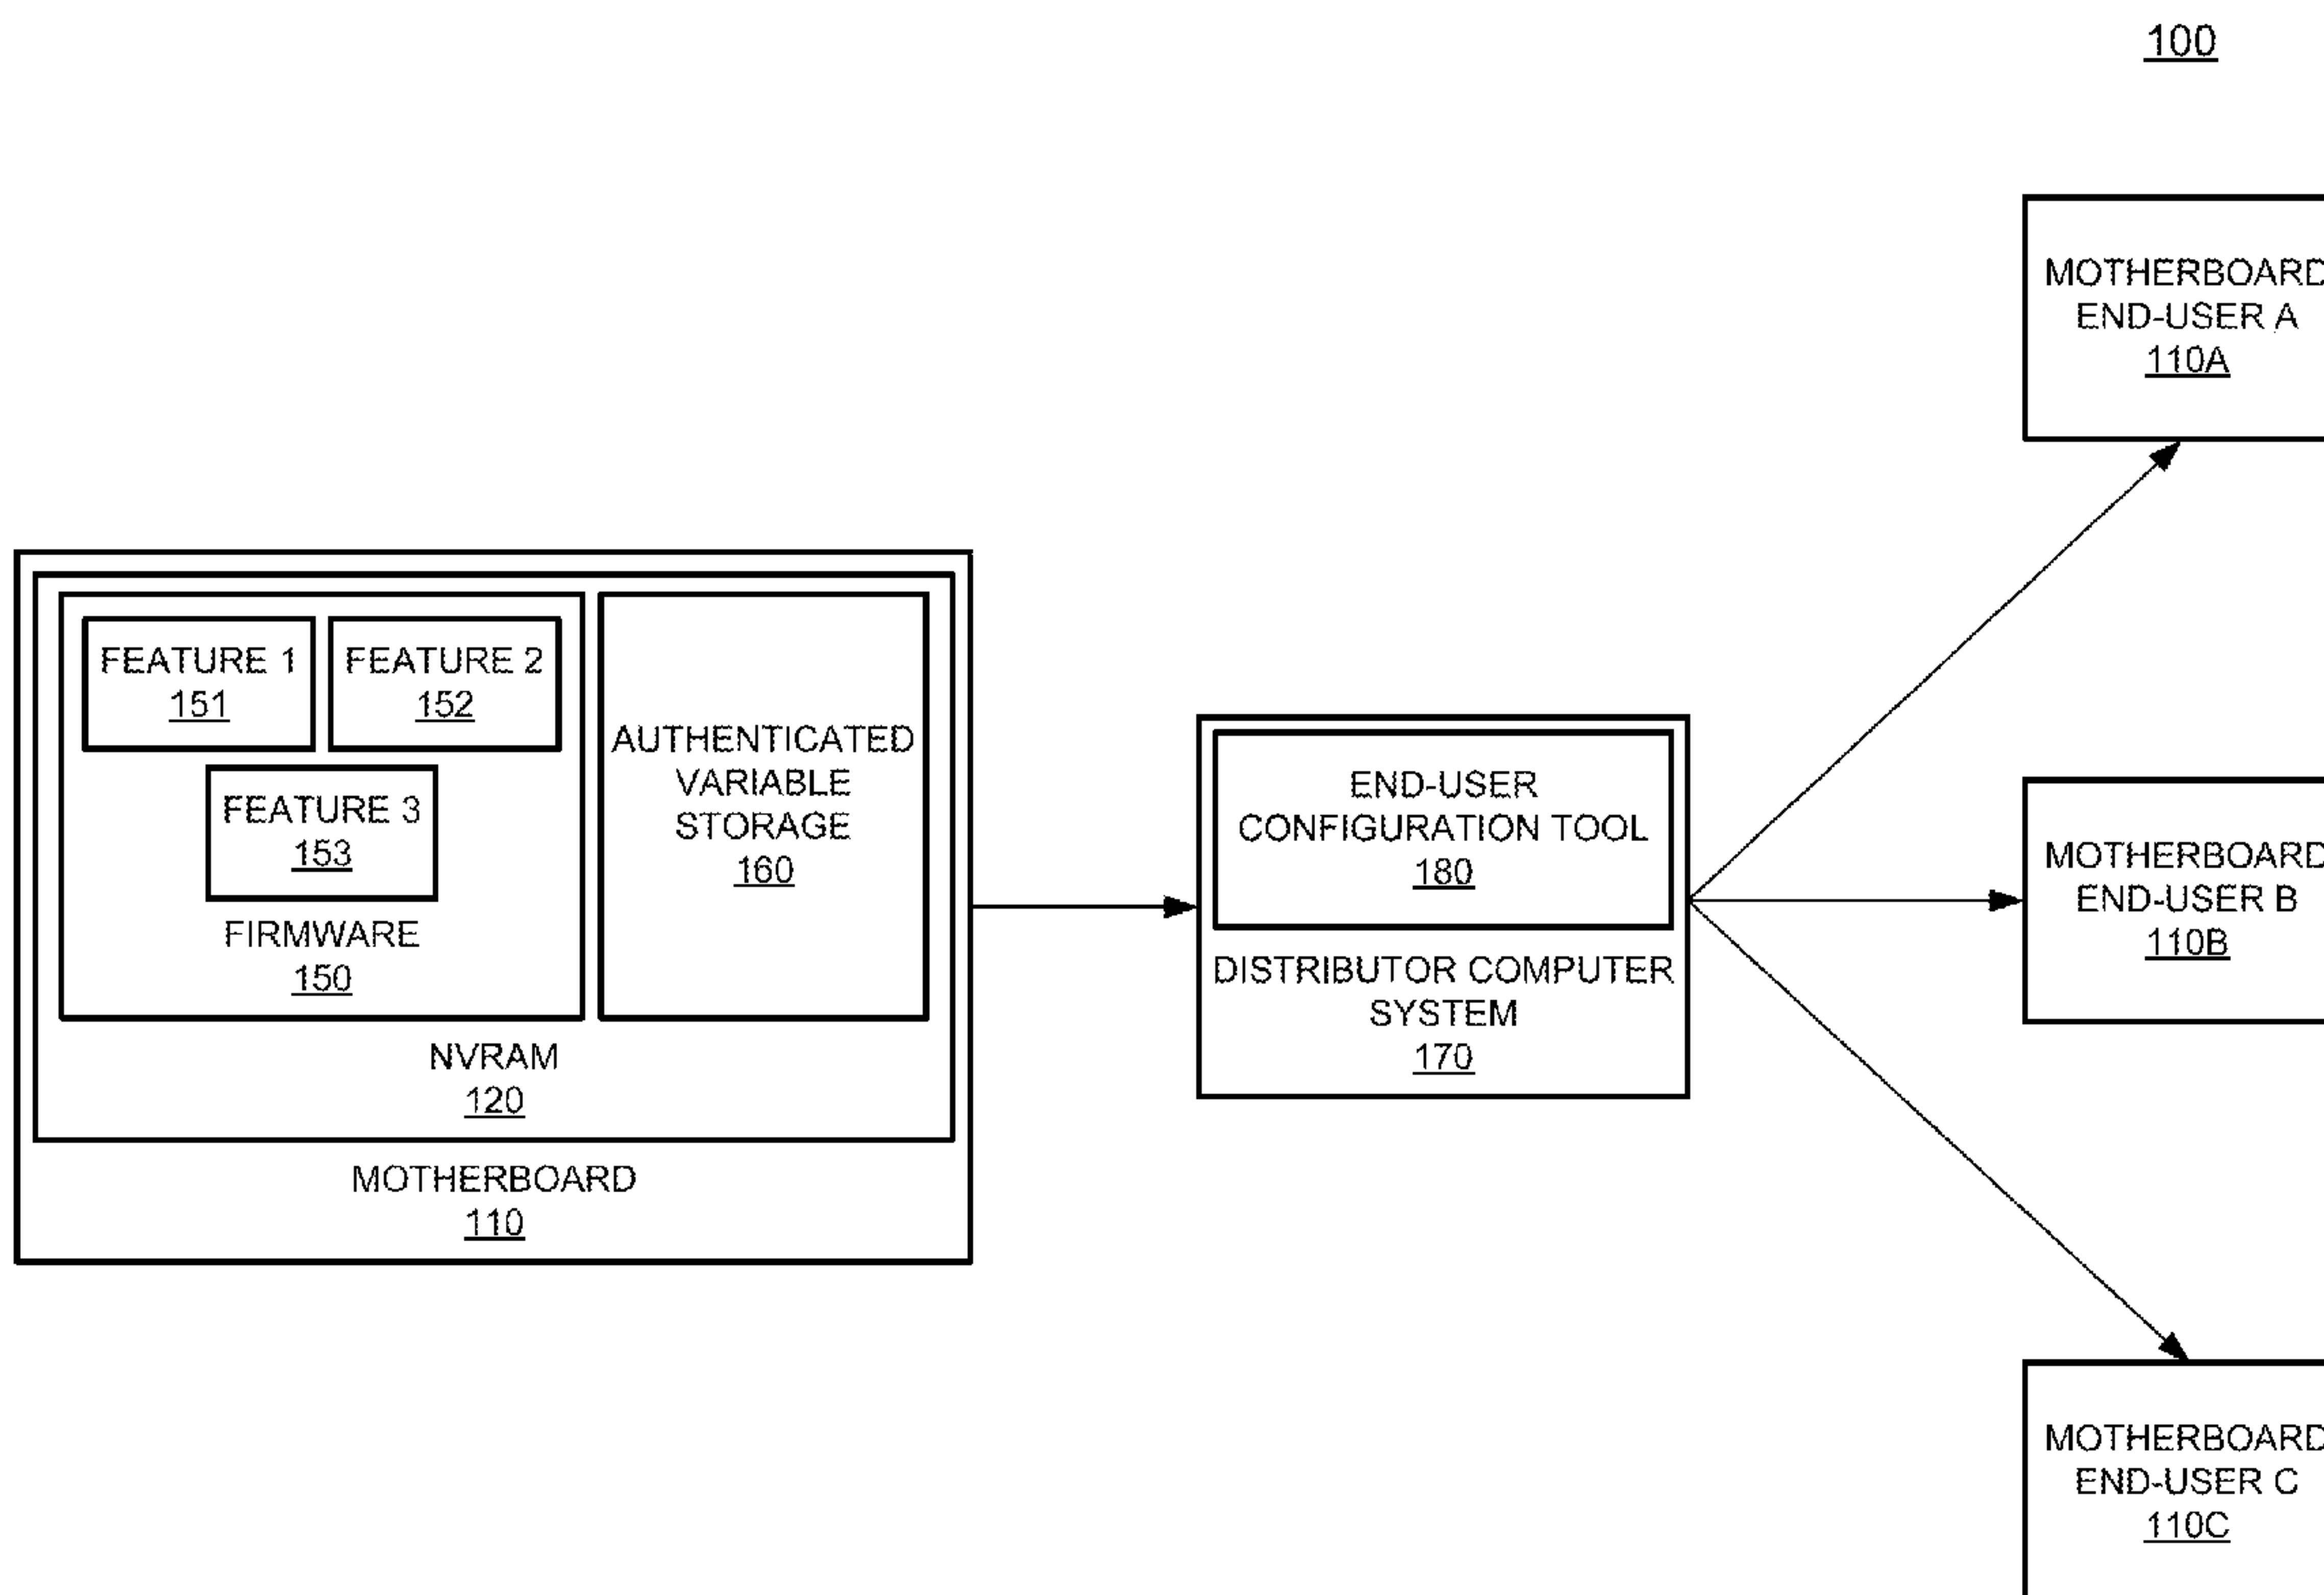 100
MOTHERBOARD
END-USER A
110A
FEATURE 1
151
FEATURE 2
152
FEATURE 3
153
FIRMWARE
150
AUTHENTICATED
VARIABLE
STORAGE
160
NVRAM
120
MOTHERBOARD
110
END-USER
CONFIGURATION TOOL
180
DISTRIBUTOR COMPUTER
SYSTEM
170
MOTHERBOARD
END-USER B
110B
MOTHERBOARD
END-USER C
110C